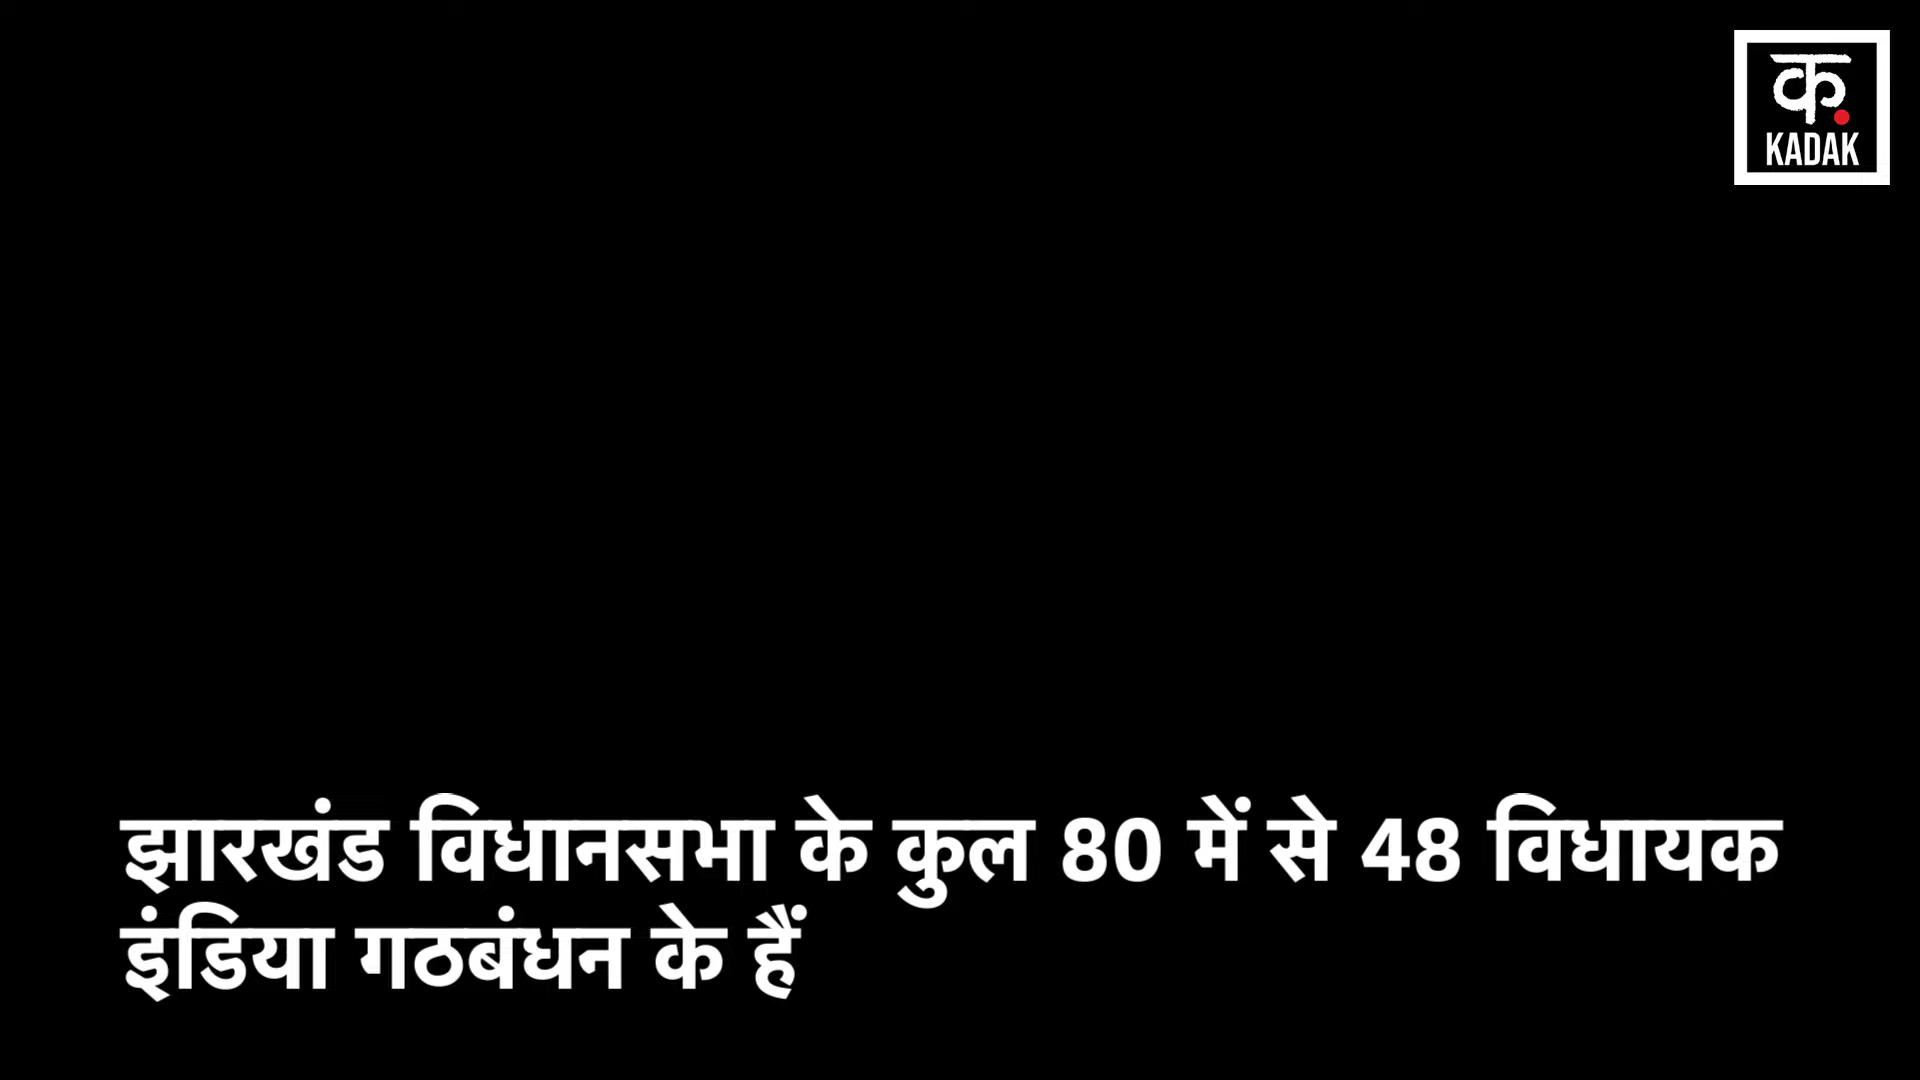 क.
KADAK
झारखंड विधानसभा के कुल 80 में से 48 विधायक
इंडिया गठबंधन के हैं